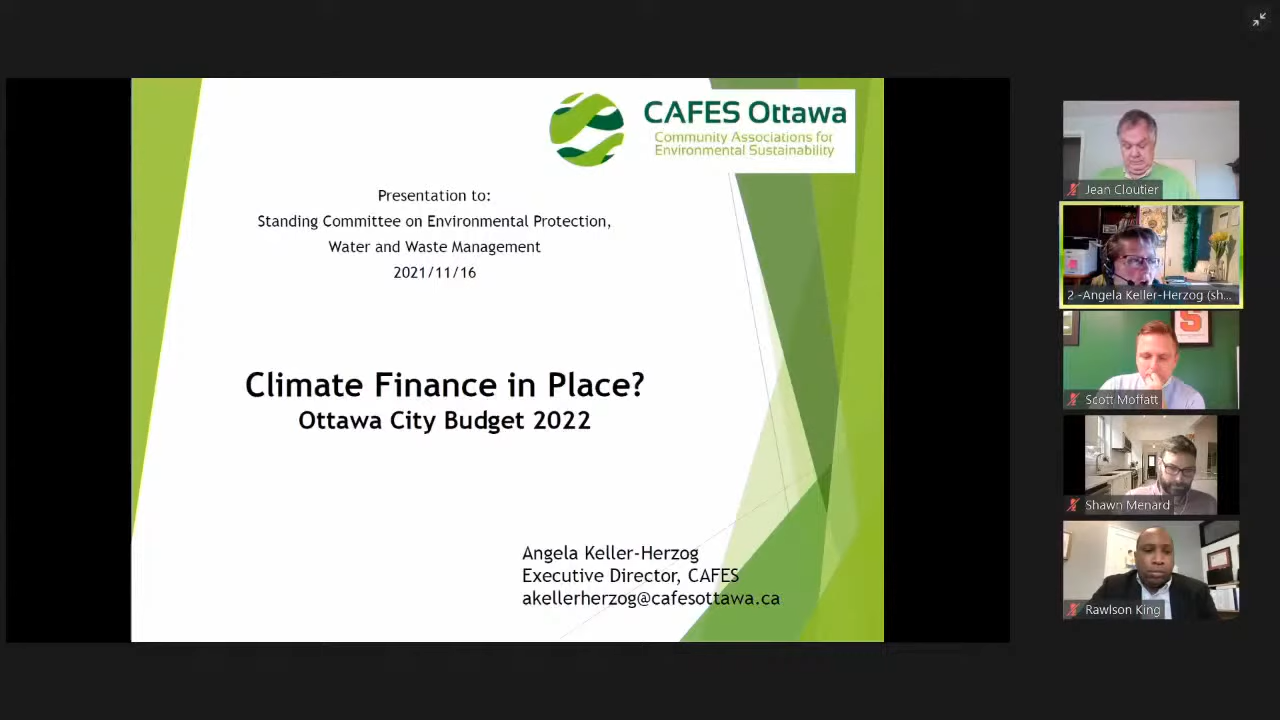 CAFES Ottawa
Community Associations for
Environmental Sustainability
Presentation to:
Standing Committee on Environmental Protection,
Water and Waste Management
2021/11/16
Climate Finance in Place?
Ottawa City Budget 2022
Angela Keller-Herzog
Executive Director, CAFES
akellerherzog@cafesottawa.ca
Jean Cloutier
2 -Angela Keller-Herzog (sh...
S
Scott Moffatt
Shawn Menard
Rawlson King